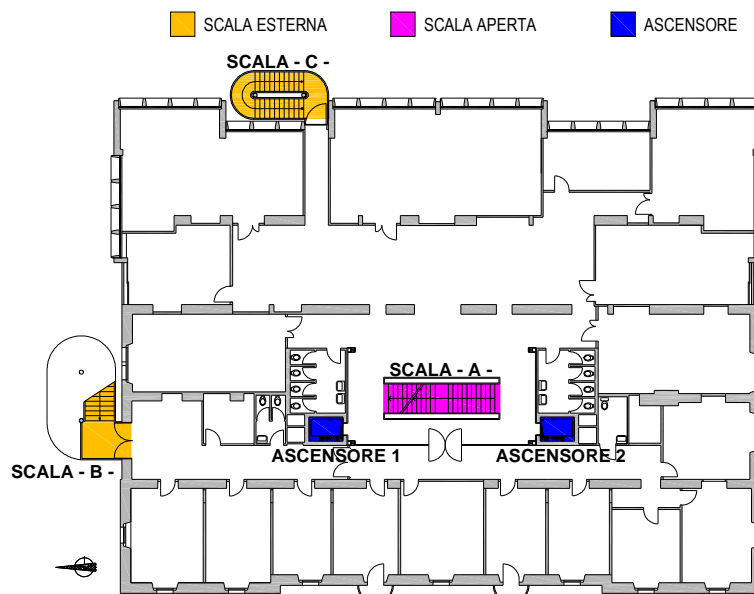 SCALA ESTERNA
SCALA APERTA
ASCENSORE
SCALA - C -
SCALA - A -
ASCENSORE 1
ASCENSORE 2
SCALA - B -